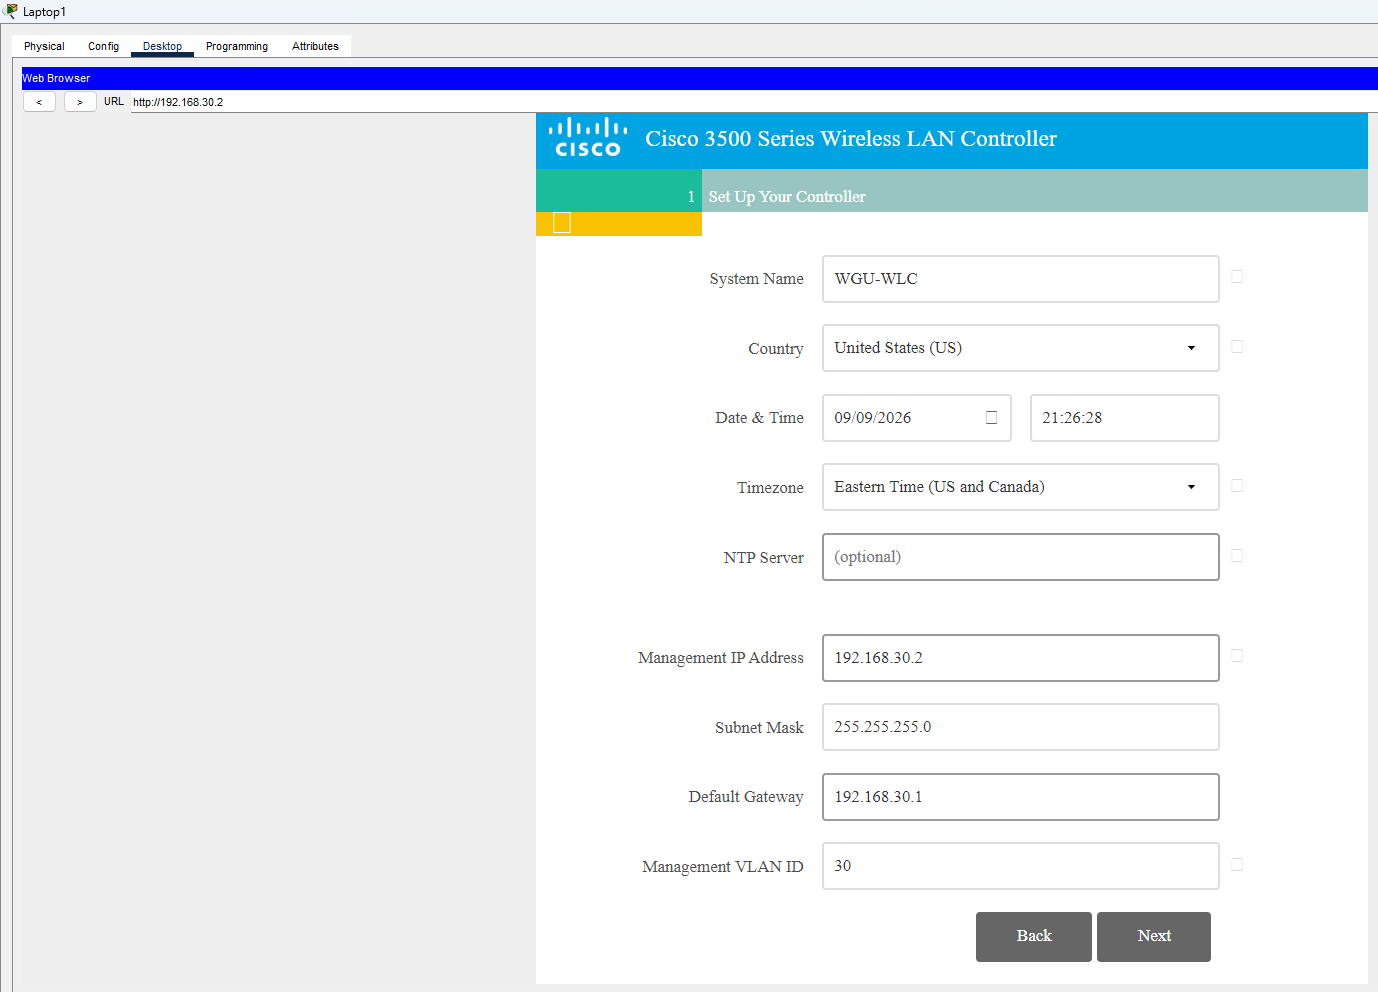 Laptop1
Physical Config Desktop Programming Attributes
Web Browser
< > URL http://192.168.30.2
CISCO Cisco 3500 Series Wireless LAN Controller
1 Set Up Your Controller
System Name WGU-WLC
Country United States (US)
Date & Time 09/09/2026 21:26:28
Timezone Eastern Time (US and Canada)
NTP Server (optional)
Management IP Address 192.168.30.2
Subnet Mask 255.255.255.0
Default Gateway 192.168.30.1
Management VLAN ID 30
Back Next